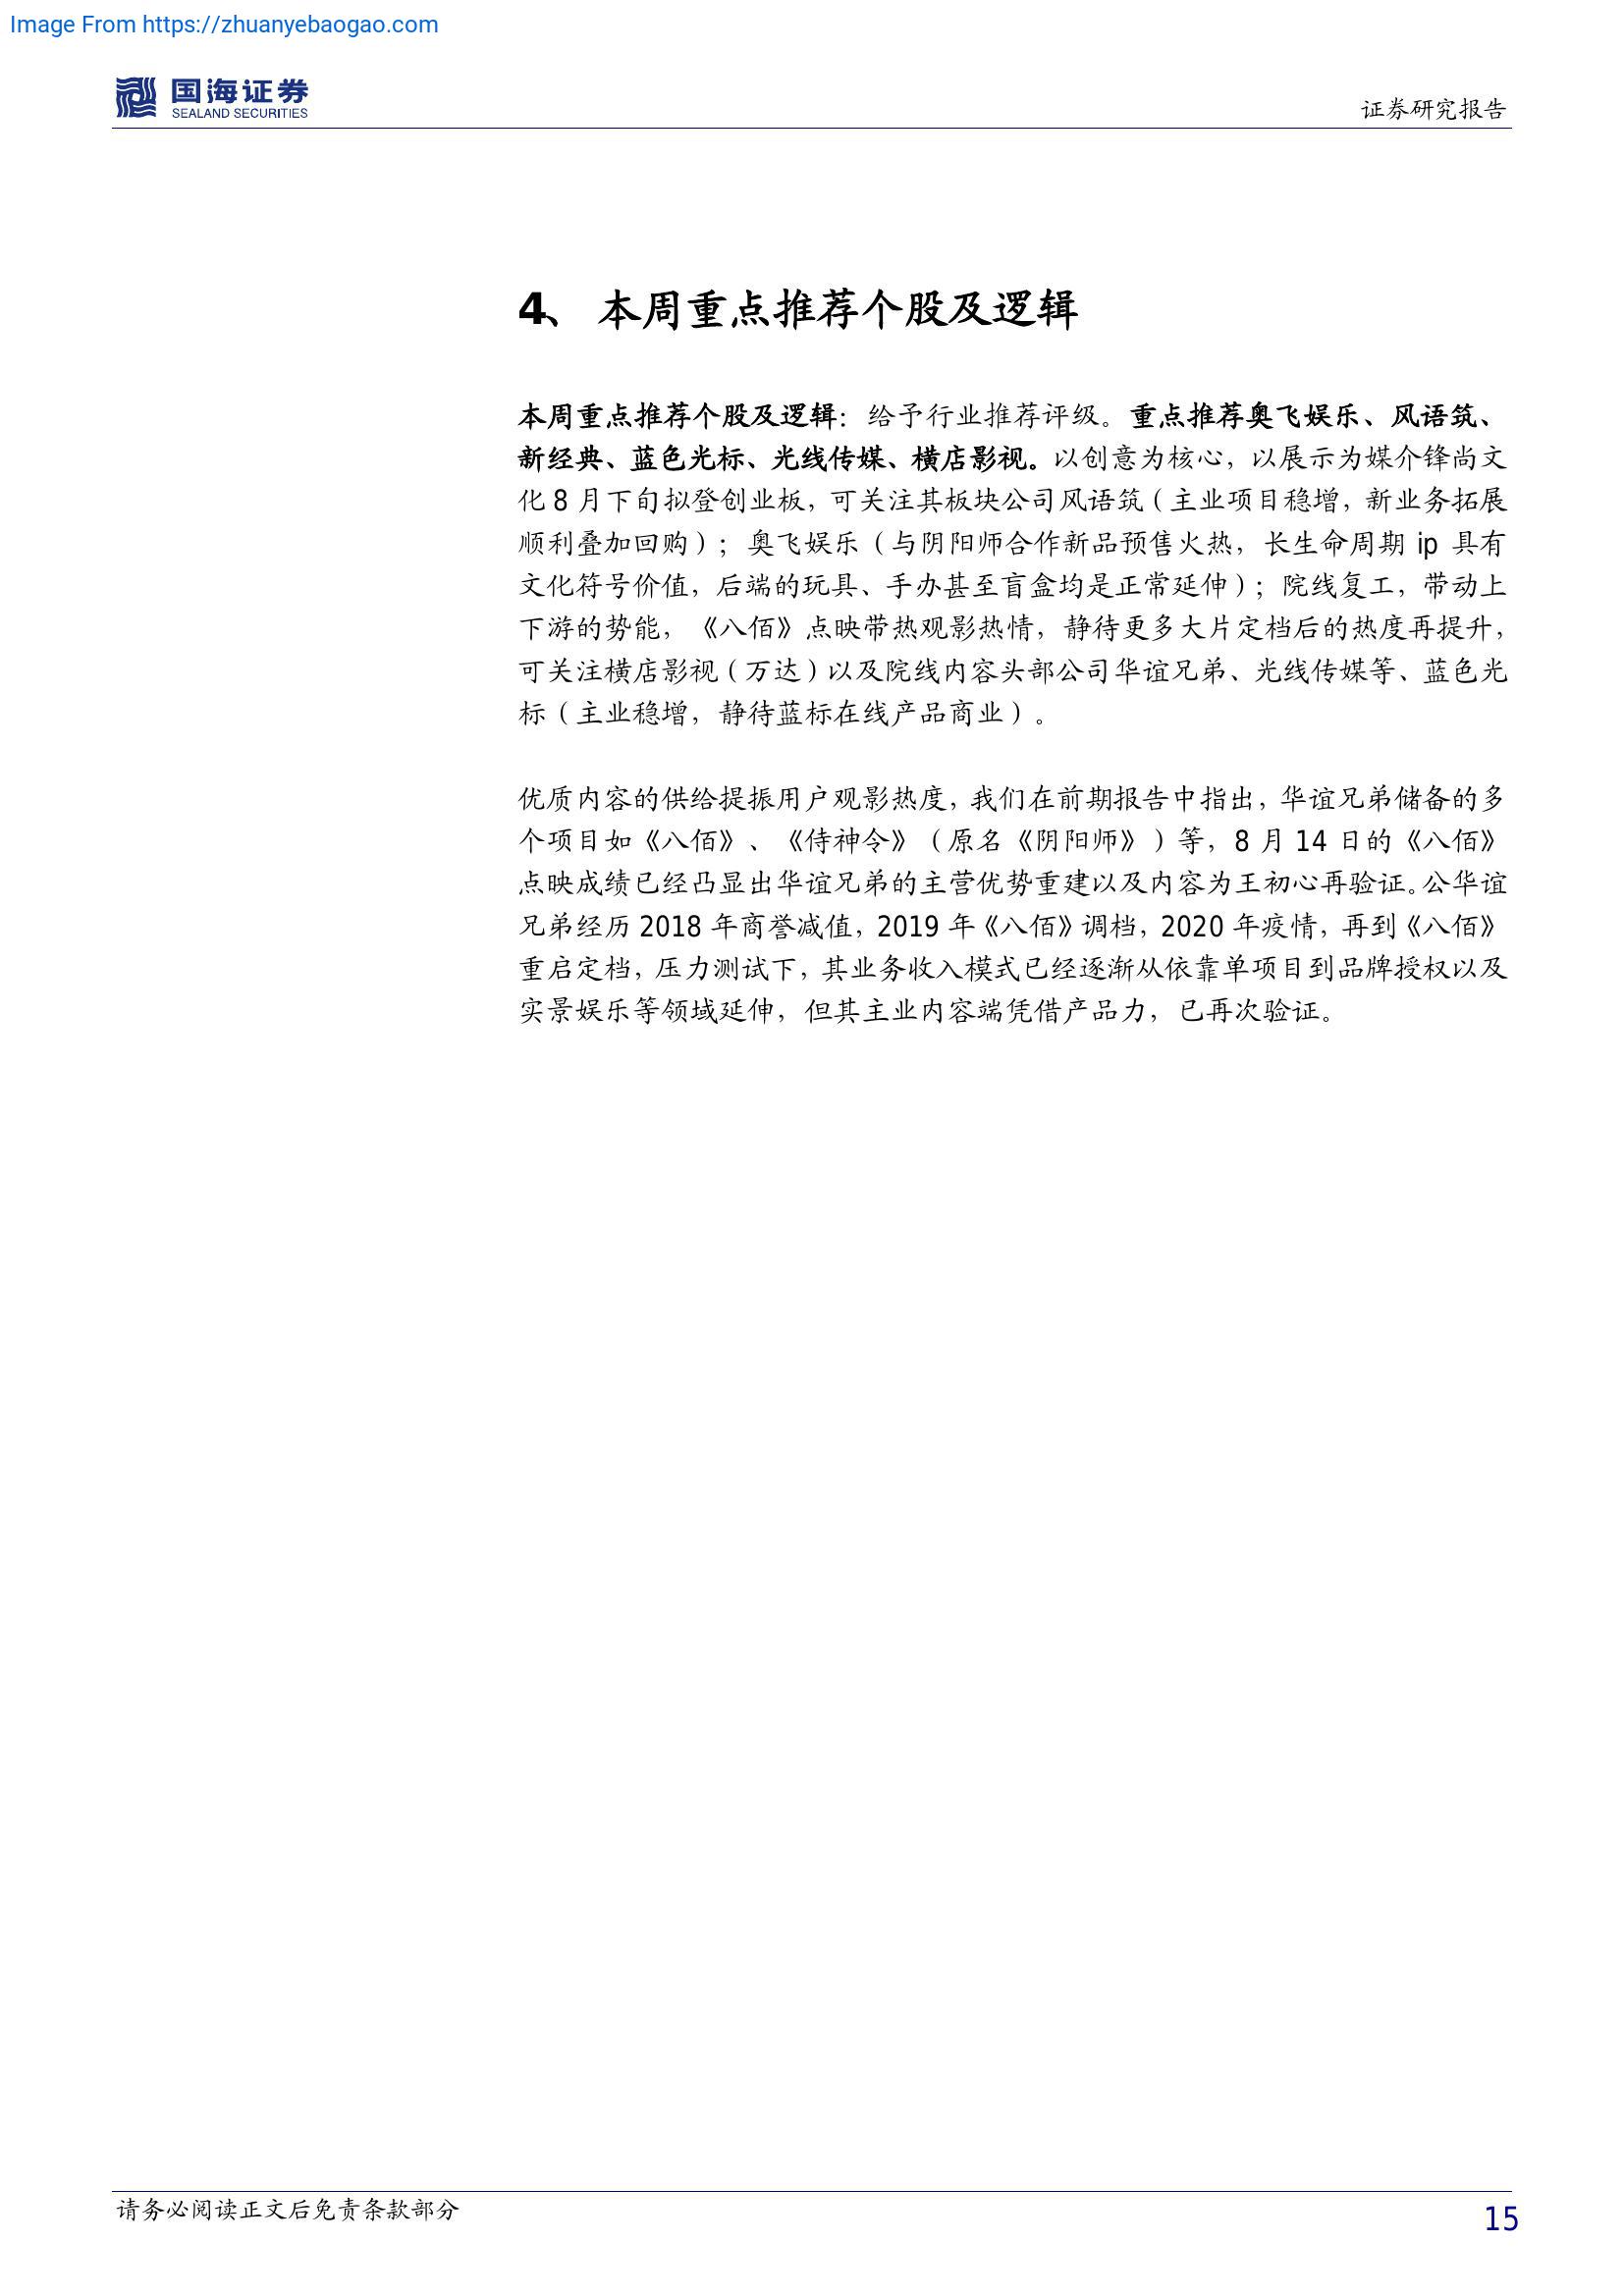 Image From https://zhuanyebaogao.com
国海证券
SEALAND SECURITIES
证券研究报告
4、 本周重点推荐个股及逻辑
本周重点推荐个股及逻辑：给予行业推荐评级。重点推荐奥飞娱乐、风语筑、
新经典、蓝色光标、光线传媒、横店影视。以创意为核心，以展示为媒介锋尚文
化 8 月下旬拟登创业板，可关注其板块公司风语筑（主业项目稳增，新业务拓展
顺利叠加回购）；奥飞娱乐（与阴阳师合作新品预售火热，长生命周期 ip 具有
文化符号价值，后端的玩具、手办甚至盲盒均是正常延伸）；院线复工，带动上
下游的势能，《八佰》点映带热观影热情，静待更多大片定档后的热度再提升，
可关注横店影视（万达）以及院线内容头部公司华谊兄弟、光线传媒等、蓝色光
标（主业稳增，静待蓝标在线产品商业）。
优质内容的供给提振用户观影热度，我们在前期报告中指出，华谊兄弟储备的多
个项目如《八佰》、《侍神令》（原名《阴阳师》）等，8 月 14 日的《八佰》
点映成绩已经凸显出华谊兄弟的主营优势重建以及内容为王初心再验证。公华谊
兄弟经历 2018 年商誉减值，2019 年《八佰》调档，2020 年疫情，再到《八佰》
重启定档，压力测试下，其业务收入模式已经逐渐从依靠单项目到品牌授权以及
实景娱乐等领域延伸，但其主业内容端凭借产品力，已再次验证。
请务必阅读正文后免责条款部分
15